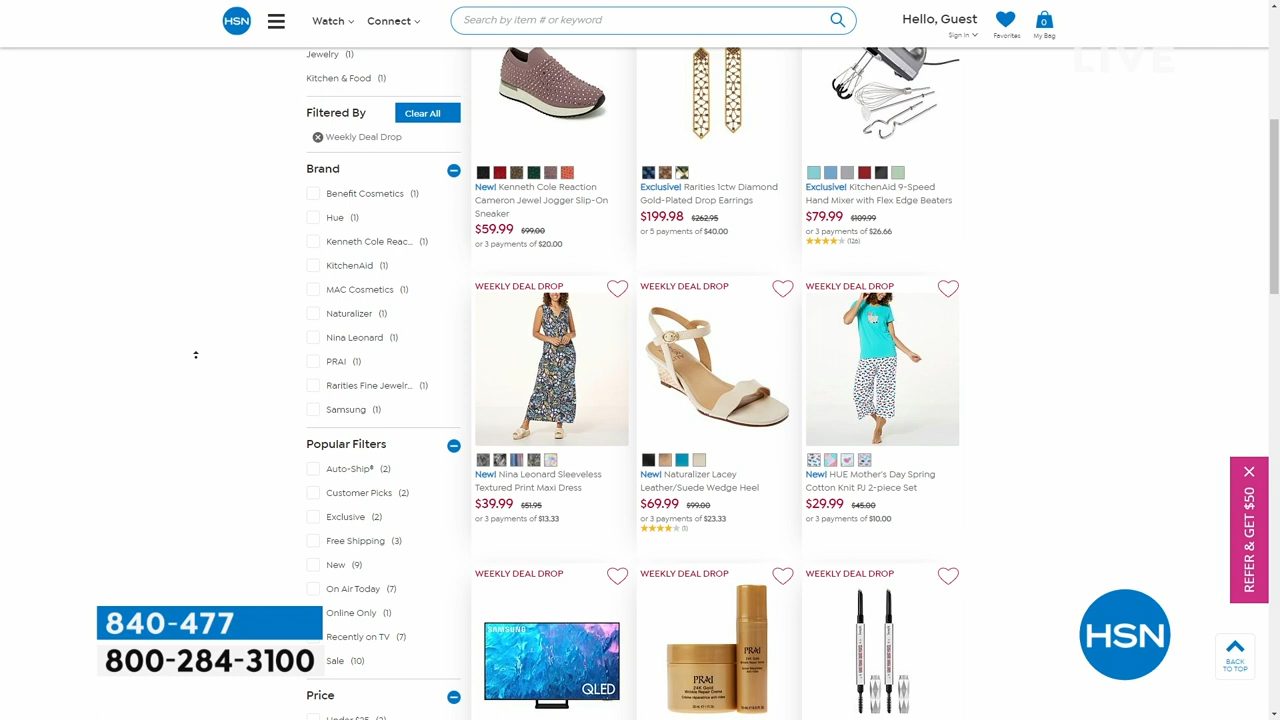 HSN
Watch
Connect
Search by item # or keyword
Hello, Guest
Sign In
Favorites
0
My Bag
LIVE
Jewelry (1)
Kitchen & Food (1)
Filtered By
Clear All
Weekly Deal Drop
Brand
Benefit Cosmetics (1)
Hue (1)
Kenneth Cole Reac... (1)
KitchenAid (1)
MAC Cosmetics (1)
Naturalizer (1)
Nina Leonard (1)
PRAI (1)
Rarities Fine Jewelr... (1)
Samsung (1)
Popular Filters
Auto-Ship® (2)
Customer Picks (2)
Exclusive (2)
Free Shipping (3)
New (9)
On Air Today (7)
Online Only (1)
Recently on TV (7)
Sale (10)
Price
Under $25 (2)
New! Kenneth Cole Reaction
Cameron Jewel Jogger Slip-On
Sneaker
$59.99 $99.00
or 3 payments of $20.00
Exclusive! Rarities 1ctw Diamond
Gold-Plated Drop Earrings
$199.98 $262.95
or 5 payments of $40.00
Exclusive! KitchenAid 9-Speed
Hand Mixer with Flex Edge Beaters
$79.99 $109.99
or 3 payments of $26.66
(126)
WEEKLY DEAL DROP
New! Nina Leonard Sleeveless
Textured Print Maxi Dress
$39.99 $51.95
or 3 payments of $13.33
WEEKLY DEAL DROP
New! Naturalizer Lacey
Leather/Suede Wedge Heel
$69.99 $99.00
or 3 payments of $23.33
(1)
WEEKLY DEAL DROP
New! HUE Mother's Day Spring
Cotton Knit PJ 2-piece Set
$29.99 $45.00
or 3 payments of $10.00
WEEKLY DEAL DROP
SAMSUNG
QLED
WEEKLY DEAL DROP
PRAI
24K Gold
Wrinkle Repair Creme
PRAI
WEEKLY DEAL DROP
840-477
800-284-3100
REFER & GET $50
HSN
BACK
TO TOP